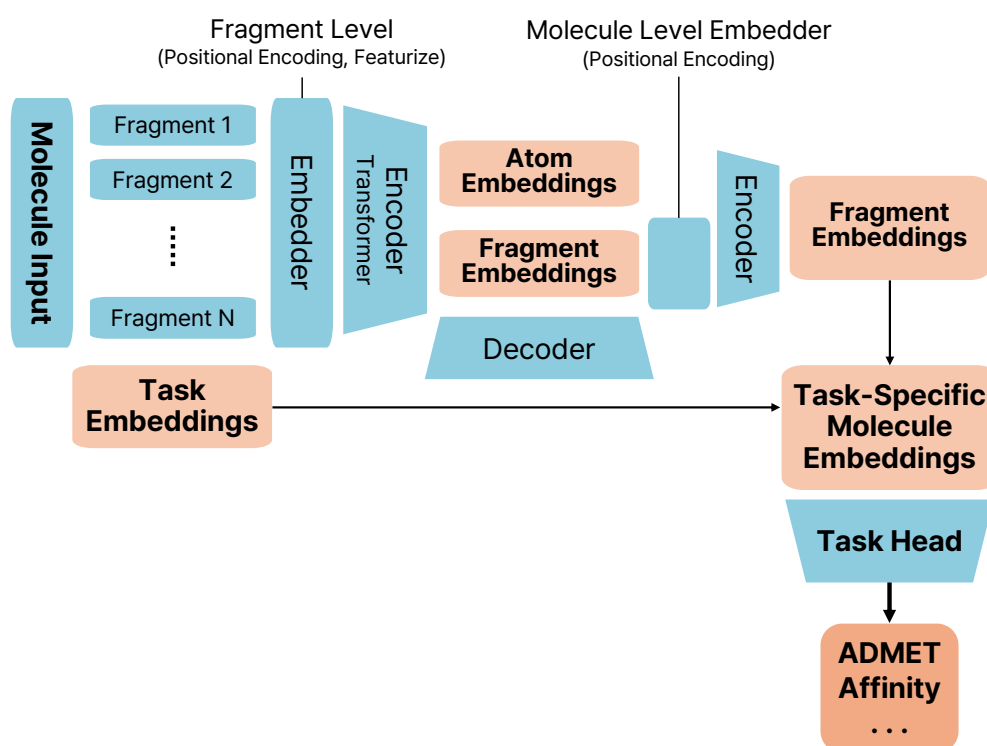 Fragment Level
(Positional Encoding, Featurize)
Molecule Level Embedder
(Positional Encoding)
Molecule Input
Fragment 1
Fragment 2
.....
Fragment N
Embedder
Encoder
Transformer
Atom
Embeddings
Fragment
Embeddings
Decoder
Encoder
Fragment
Embeddings
Task
Embeddings
Task-Specific
Molecule
Embeddings
Task Head
ADMET
Affinity
. . .